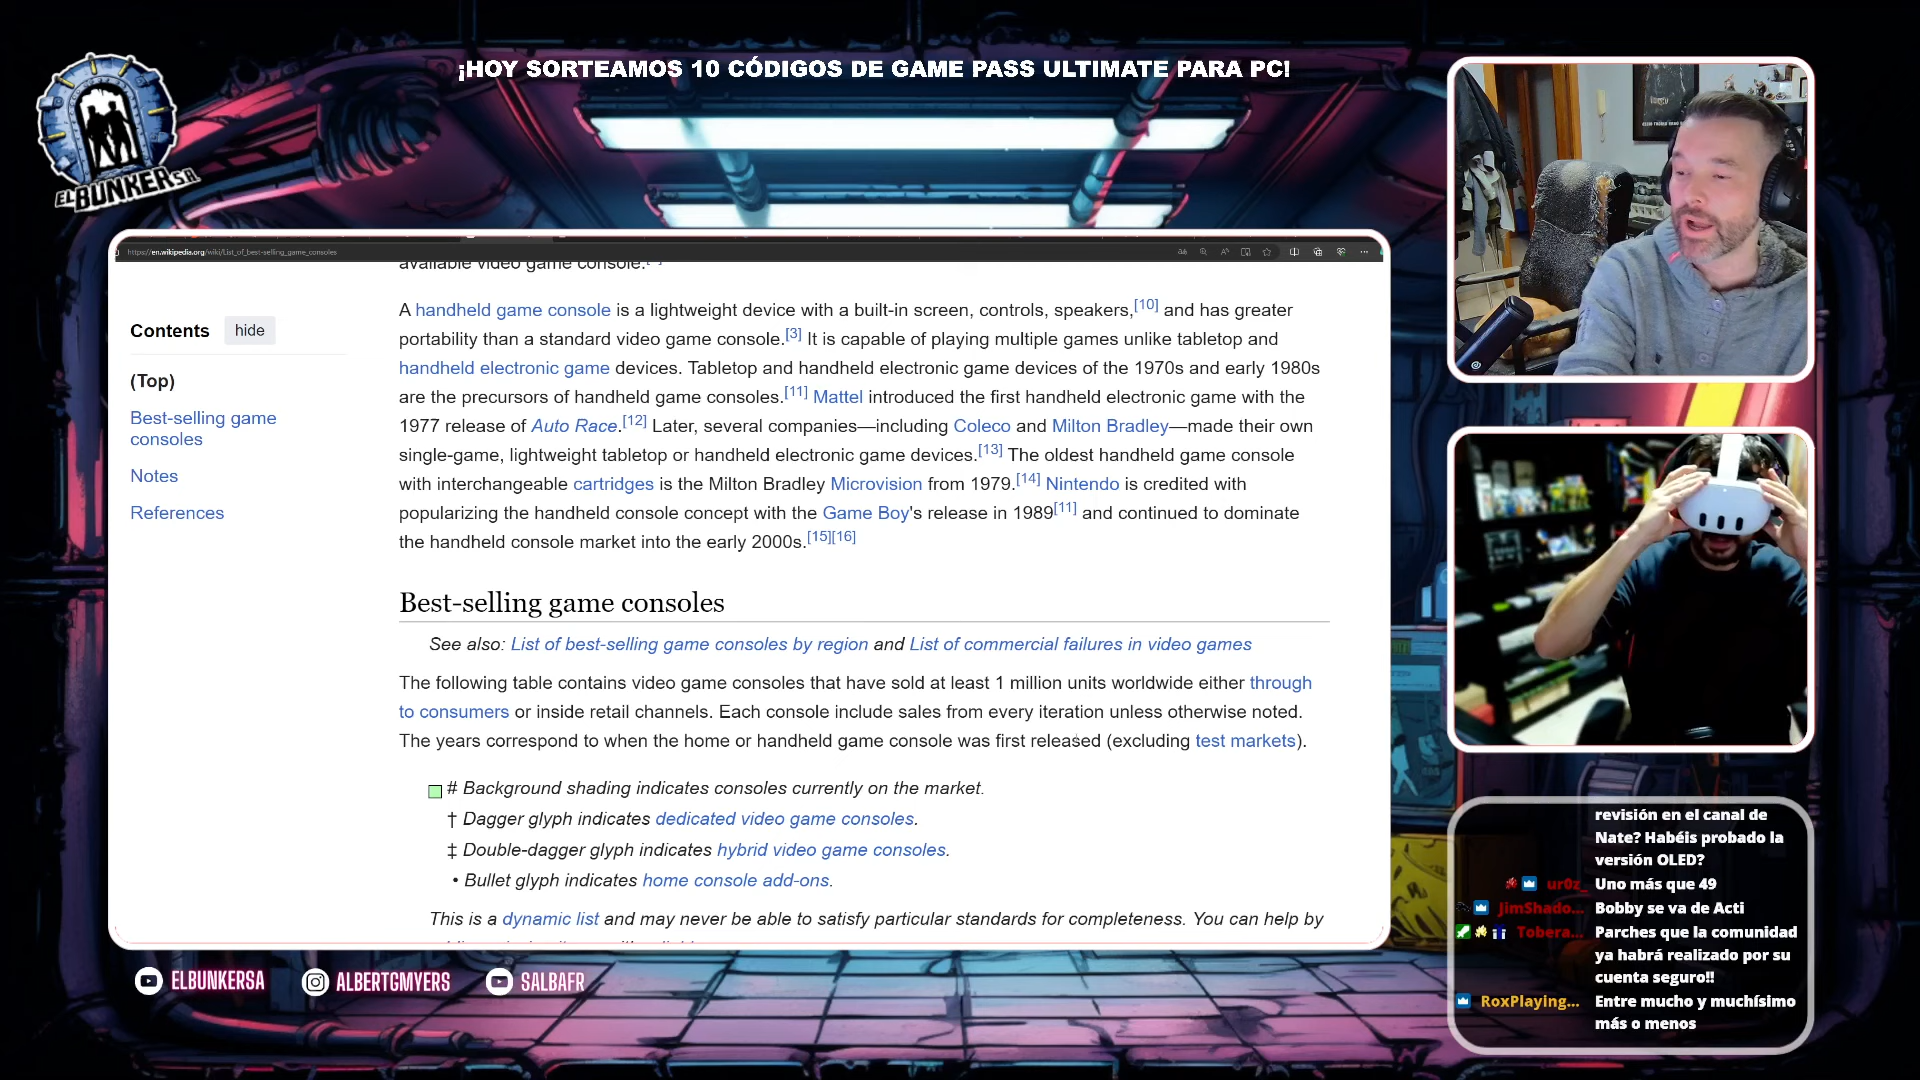 ¡HOY SORTEAMOS 10 CÓDIGOS DE GAME PASS ULTIMATE PARA PC!
EL BUNKER S.A.
https://en.wikipedia.org/wiki/List_of_best-selling_game_consoles
available video game console.
Contents hide
(Top)
Best-selling game
consoles
Notes
References
A handheld game console is a lightweight device with a built-in screen, controls, speakers,[10] and has greater
portability than a standard video game console.[3] It is capable of playing multiple games unlike tabletop and
handheld electronic game devices. Tabletop and handheld electronic game devices of the 1970s and early 1980s
are the precursors of handheld game consoles.[11] Mattel introduced the first handheld electronic game with the
1977 release of Auto Race.[12] Later, several companies—including Coleco and Milton Bradley—made their own
single-game, lightweight tabletop or handheld electronic game devices.[13] The oldest handheld game console
with interchangeable cartridges is the Milton Bradley Microvision from 1979.[14] Nintendo is credited with
popularizing the handheld console concept with the Game Boy's release in 1989[11] and continued to dominate
the handheld console market into the early 2000s.[15][16]
Best-selling game consoles
See also: List of best-selling game consoles by region and List of commercial failures in video games
The following table contains video game consoles that have sold at least 1 million units worldwide either through
to consumers or inside retail channels. Each console include sales from every iteration unless otherwise noted.
The years correspond to when the home or handheld game console was first released (excluding test markets).
# Background shading indicates consoles currently on the market.
† Dagger glyph indicates dedicated video game consoles.
‡ Double-dagger glyph indicates hybrid video game consoles.
• Bullet glyph indicates home console add-ons.
This is a dynamic list and may never be able to satisfy particular standards for completeness. You can help by
ELBUNKERSA ALBERTGMYERS SALBAFR
revisión en el canal de
Nate? Habéis probado la
versión OLED?
ur0z_ Uno más que 49
JimShado... Bobby se va de Acti
Tobera... Parches que la comunidad
ya habrá realizado por su
cuenta seguro!!
RoxPlaying... Entre mucho y muchísimo
más o menos